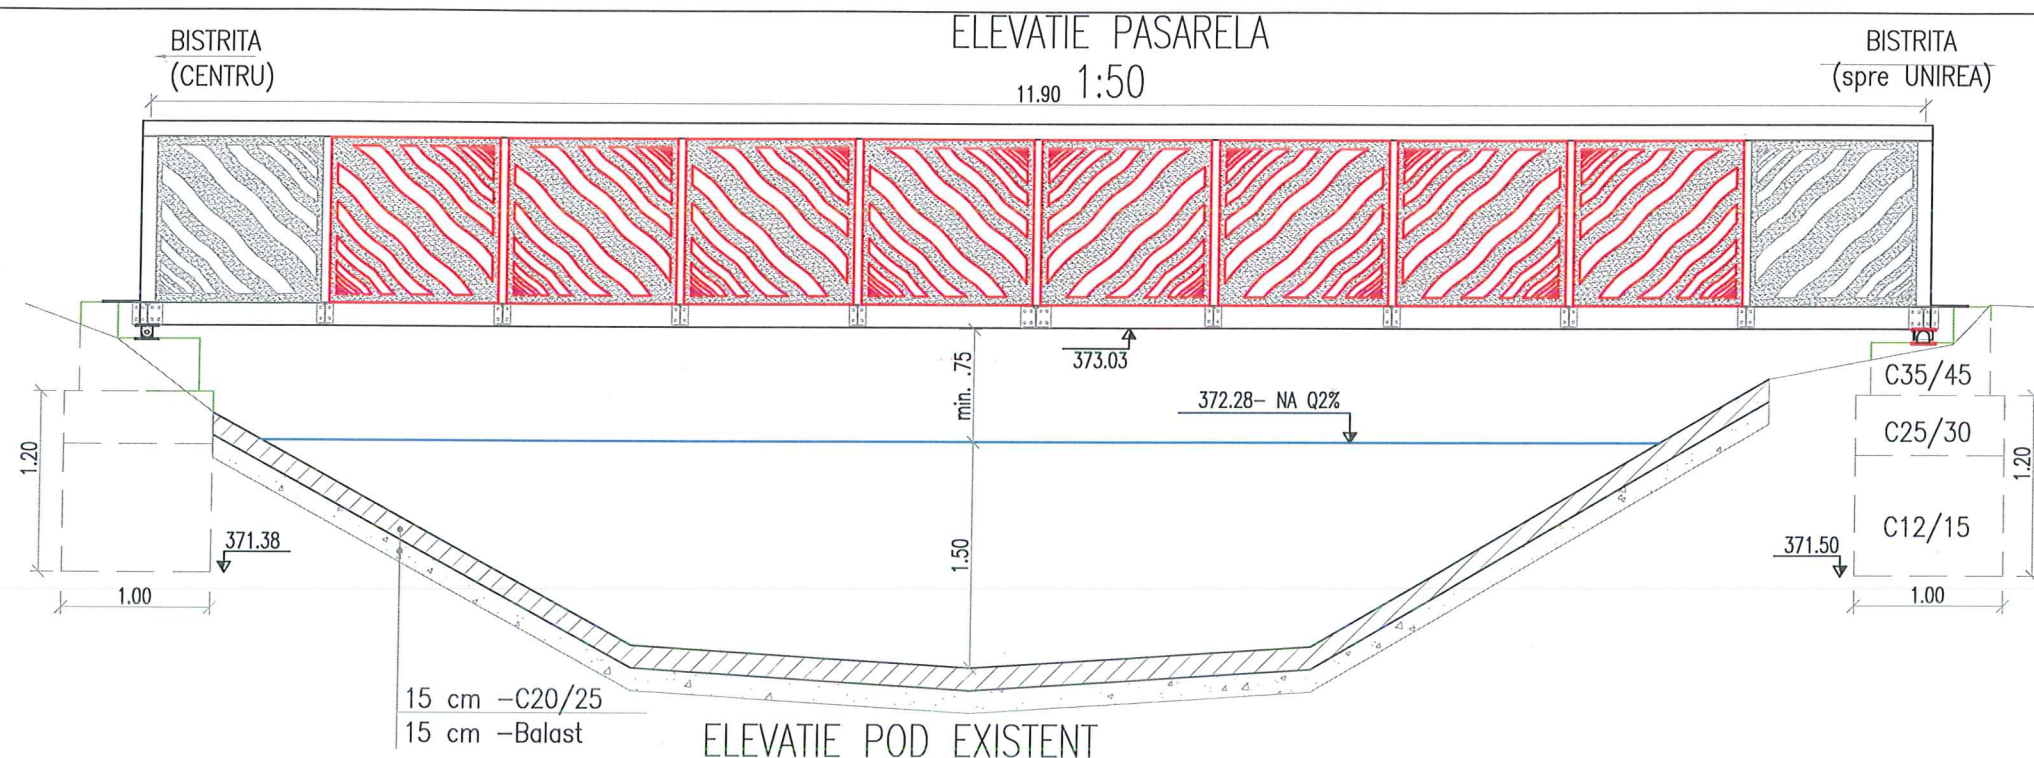 ELEVATIE PASARELA
1:50
BISTRITA
(CENTRU)
BISTRITA
(spre UNIREA)
11.90
373.03
min. .75
372.28- NA Q2%
C35/45
C25/30
C12/15
1.20
1.20
371.38
1.50
371.50
1.00
1.00
15 cm -C20/25
15 cm -Balast
ELEVATIE POD EXISTENT